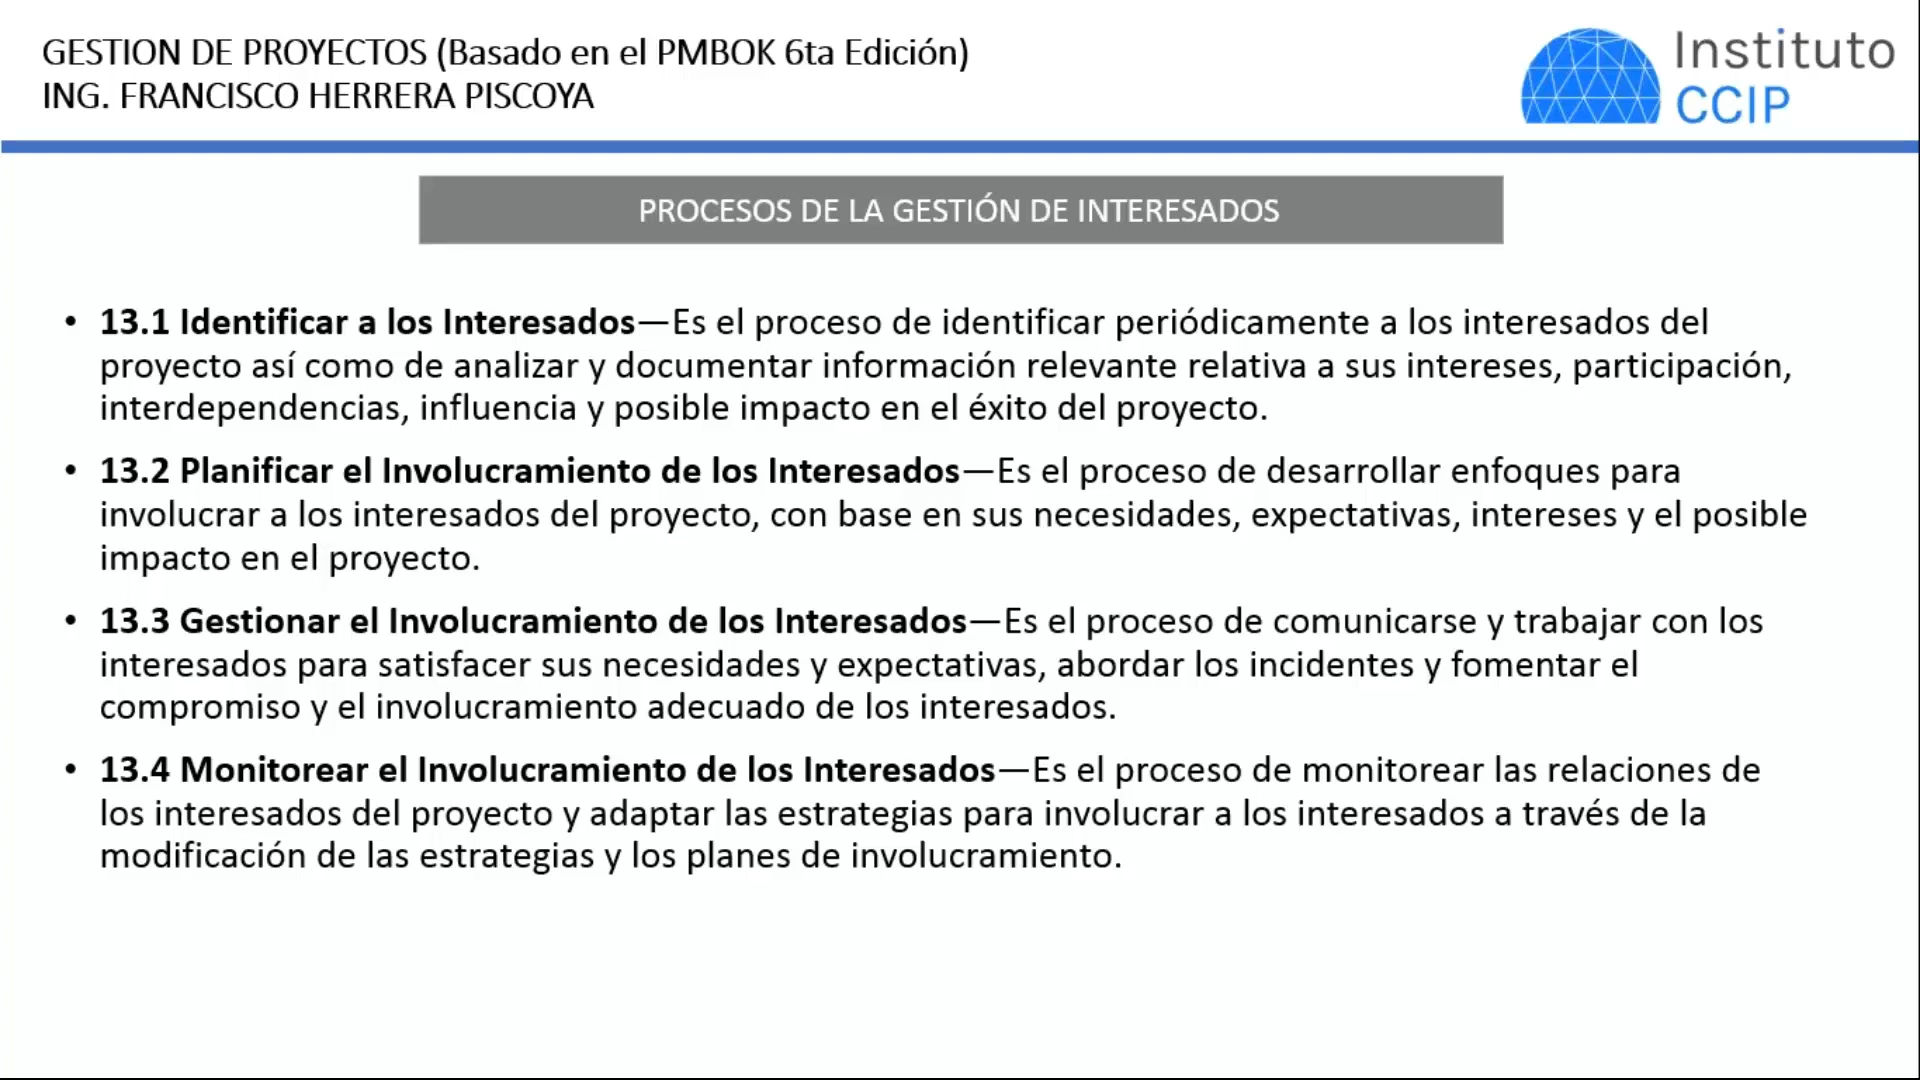 GESTION DE PROYECTOS (Basado en el PMBOK 6ta Edición)
ING. FRANCISCO HERRERA PISCOYA
Instituto
CCIP
PROCESOS DE LA GESTIÓN DE INTERESADOS
• 13.1 Identificar a los Interesados—Es el proceso de identificar periódicamente a los interesados del
proyecto así como de analizar y documentar información relevante relativa a sus intereses, participación,
interdependencias, influencia y posible impacto en el éxito del proyecto.
• 13.2 Planificar el Involucramiento de los Interesados—Es el proceso de desarrollar enfoques para
involucrar a los interesados del proyecto, con base en sus necesidades, expectativas, intereses y el posible
impacto en el proyecto.
• 13.3 Gestionar el Involucramiento de los Interesados—Es el proceso de comunicarse y trabajar con los
interesados para satisfacer sus necesidades y expectativas, abordar los incidentes y fomentar el
compromiso y el involucramiento adecuado de los interesados.
• 13.4 Monitorear el Involucramiento de los Interesados—Es el proceso de monitorear las relaciones de
los interesados del proyecto y adaptar las estrategias para involucrar a los interesados a través de la
modificación de las estrategias y los planes de involucramiento.